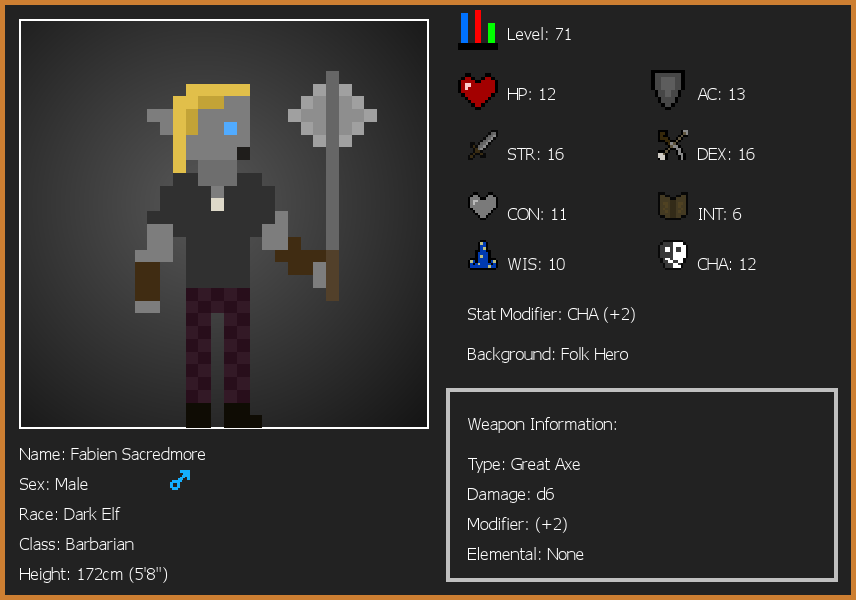 Level: 71
HP: 12
AC: 13
STR: 16
DEX: 16
CON: 11
INT: 6
WIS: 10
CHA: 12
Stat Modifier: CHA (+2)
Background: Folk Hero
Weapon Information:
Type: Great Axe
Damage: d6
Modifier: (+2)
Elemental: None
Name: Fabien Sacredmore
Sex: Male
Race: Dark Elf
Class: Barbarian
Height: 172cm (5'8")